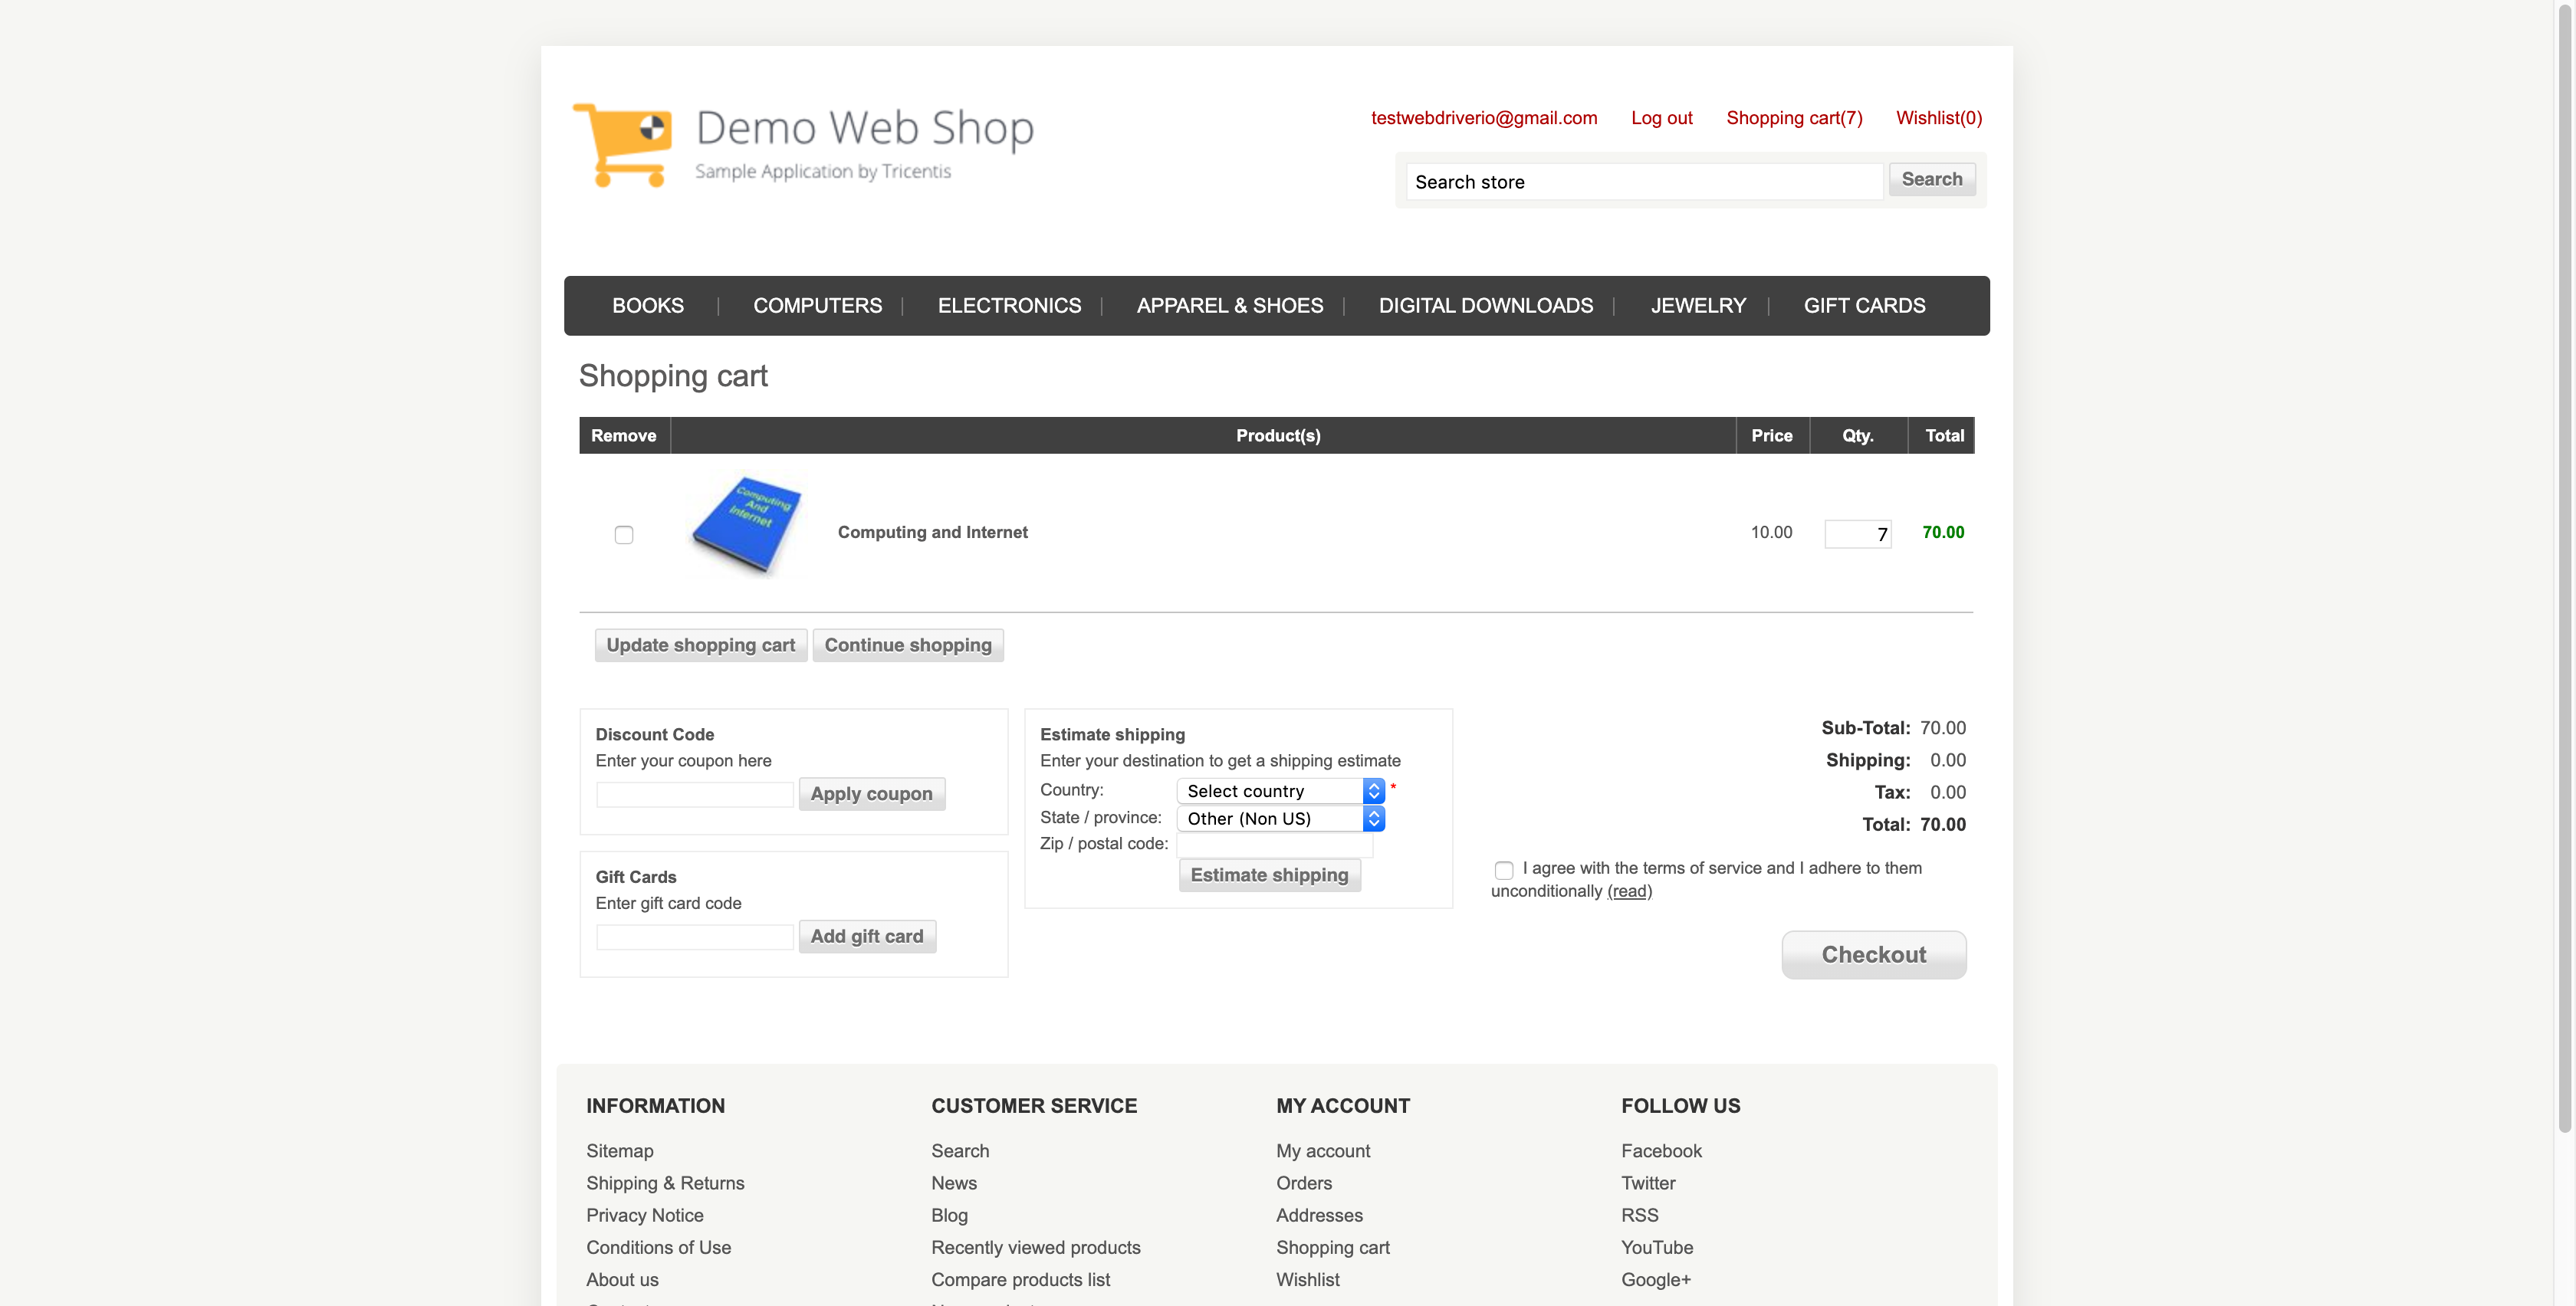 Demo Web Shop
Sample Application by Tricentis
testwebdriverio@gmail.com Log out Shopping cart(7) Wishlist(0)
Search store Search
BOOKS COMPUTERS ELECTRONICS APPAREL & SHOES DIGITAL DOWNLOADS JEWELRY GIFT CARDS
Shopping cart
Remove Product(s) Price Qty. Total
Computing And Internet
Computing and Internet 10.00 7 70.00
Update shopping cart Continue shopping
Discount Code
Enter your coupon here
Apply coupon
Gift Cards
Enter gift card code
Add gift card
Estimate shipping
Enter your destination to get a shipping estimate
Country: Select country *
State / province: Other (Non US)
Zip / postal code:
Estimate shipping
Sub-Total: 70.00
Shipping: 0.00
Tax: 0.00
Total: 70.00
I agree with the terms of service and I adhere to them
unconditionally (read)
Checkout
INFORMATION
Sitemap
Shipping & Returns
Privacy Notice
Conditions of Use
About us
CUSTOMER SERVICE
Search
News
Blog
Recently viewed products
Compare products list
MY ACCOUNT
My account
Orders
Addresses
Shopping cart
Wishlist
FOLLOW US
Facebook
Twitter
RSS
YouTube
Google+